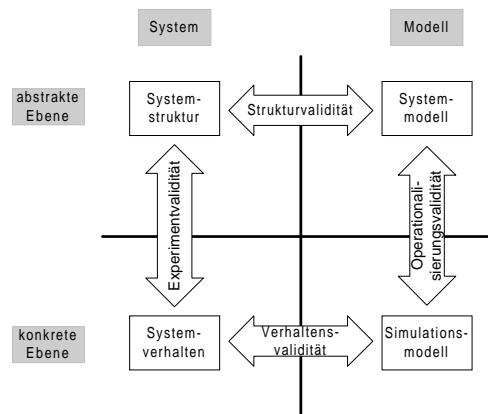 System
Modell
abstrakte
Ebene
System-
struktur
Strukturvalidität
System-
modell
Experimentvalidität
Operationali-
sierungsvalidität
konkrete
Ebene
System-
verhalten
Verhaltens-
validität
Simulations-
modell